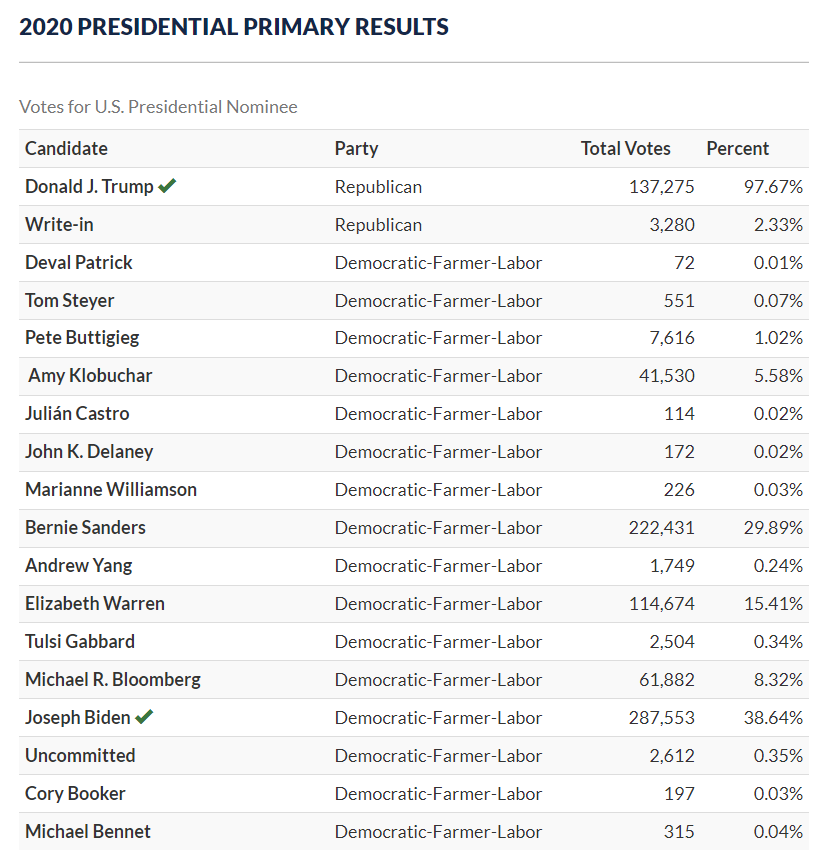 2020 PRESIDENTIAL PRIMARY RESULTS
Votes for U.S. Presidential Nominee
Candidate Party Total Votes Percent
Donald J. Trump ✔ Republican 137,275 97.67%
Write-in Republican 3,280 2.33%
Deval Patrick Democratic-Farmer-Labor 72 0.01%
Tom Steyer Democratic-Farmer-Labor 551 0.07%
Pete Buttigieg Democratic-Farmer-Labor 7,616 1.02%
Amy Klobuchar Democratic-Farmer-Labor 41,530 5.58%
Julián Castro Democratic-Farmer-Labor 114 0.02%
John K. Delaney Democratic-Farmer-Labor 172 0.02%
Marianne Williamson Democratic-Farmer-Labor 226 0.03%
Bernie Sanders Democratic-Farmer-Labor 222,431 29.89%
Andrew Yang Democratic-Farmer-Labor 1,749 0.24%
Elizabeth Warren Democratic-Farmer-Labor 114,674 15.41%
Tulsi Gabbard Democratic-Farmer-Labor 2,504 0.34%
Michael R. Bloomberg Democratic-Farmer-Labor 61,882 8.32%
Joseph Biden ✔ Democratic-Farmer-Labor 287,553 38.64%
Uncommitted Democratic-Farmer-Labor 2,612 0.35%
Cory Booker Democratic-Farmer-Labor 197 0.03%
Michael Bennet Democratic-Farmer-Labor 315 0.04%